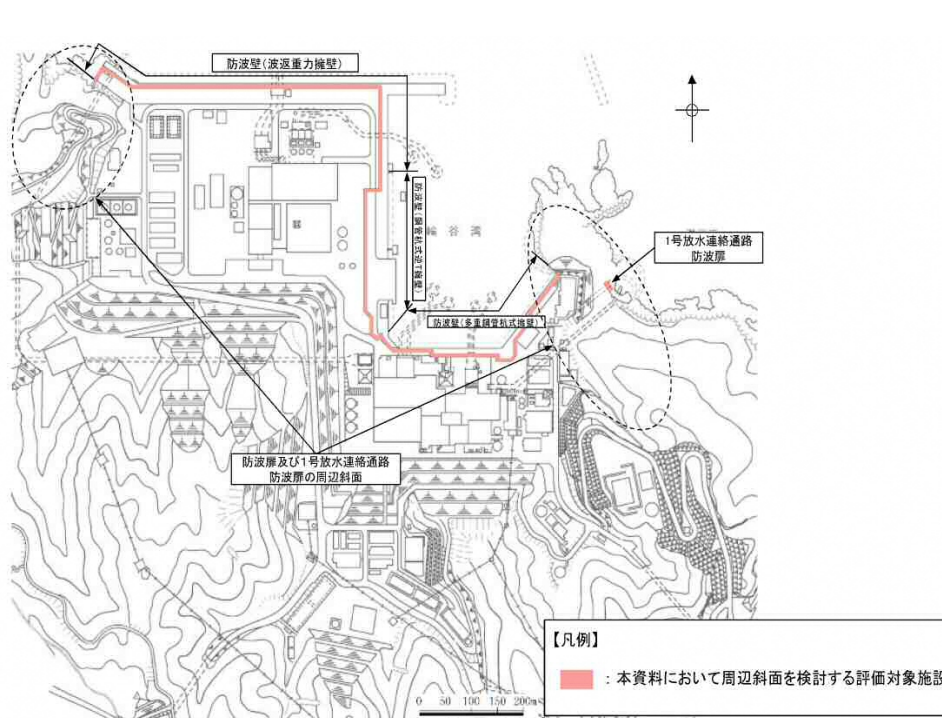 防波壁(波返重力擁壁)
防波壁(鋼管杭式逆T擁壁)
輪谷湾
1号放水連絡通路
防波扉
防波壁(多重鋼管杭式擁壁)
防波扉及び1号放水連絡通路
防波扉の周辺斜面
【凡例】
:本資料において周辺斜面を検討する評価対象施設
0 50 100 150 200m